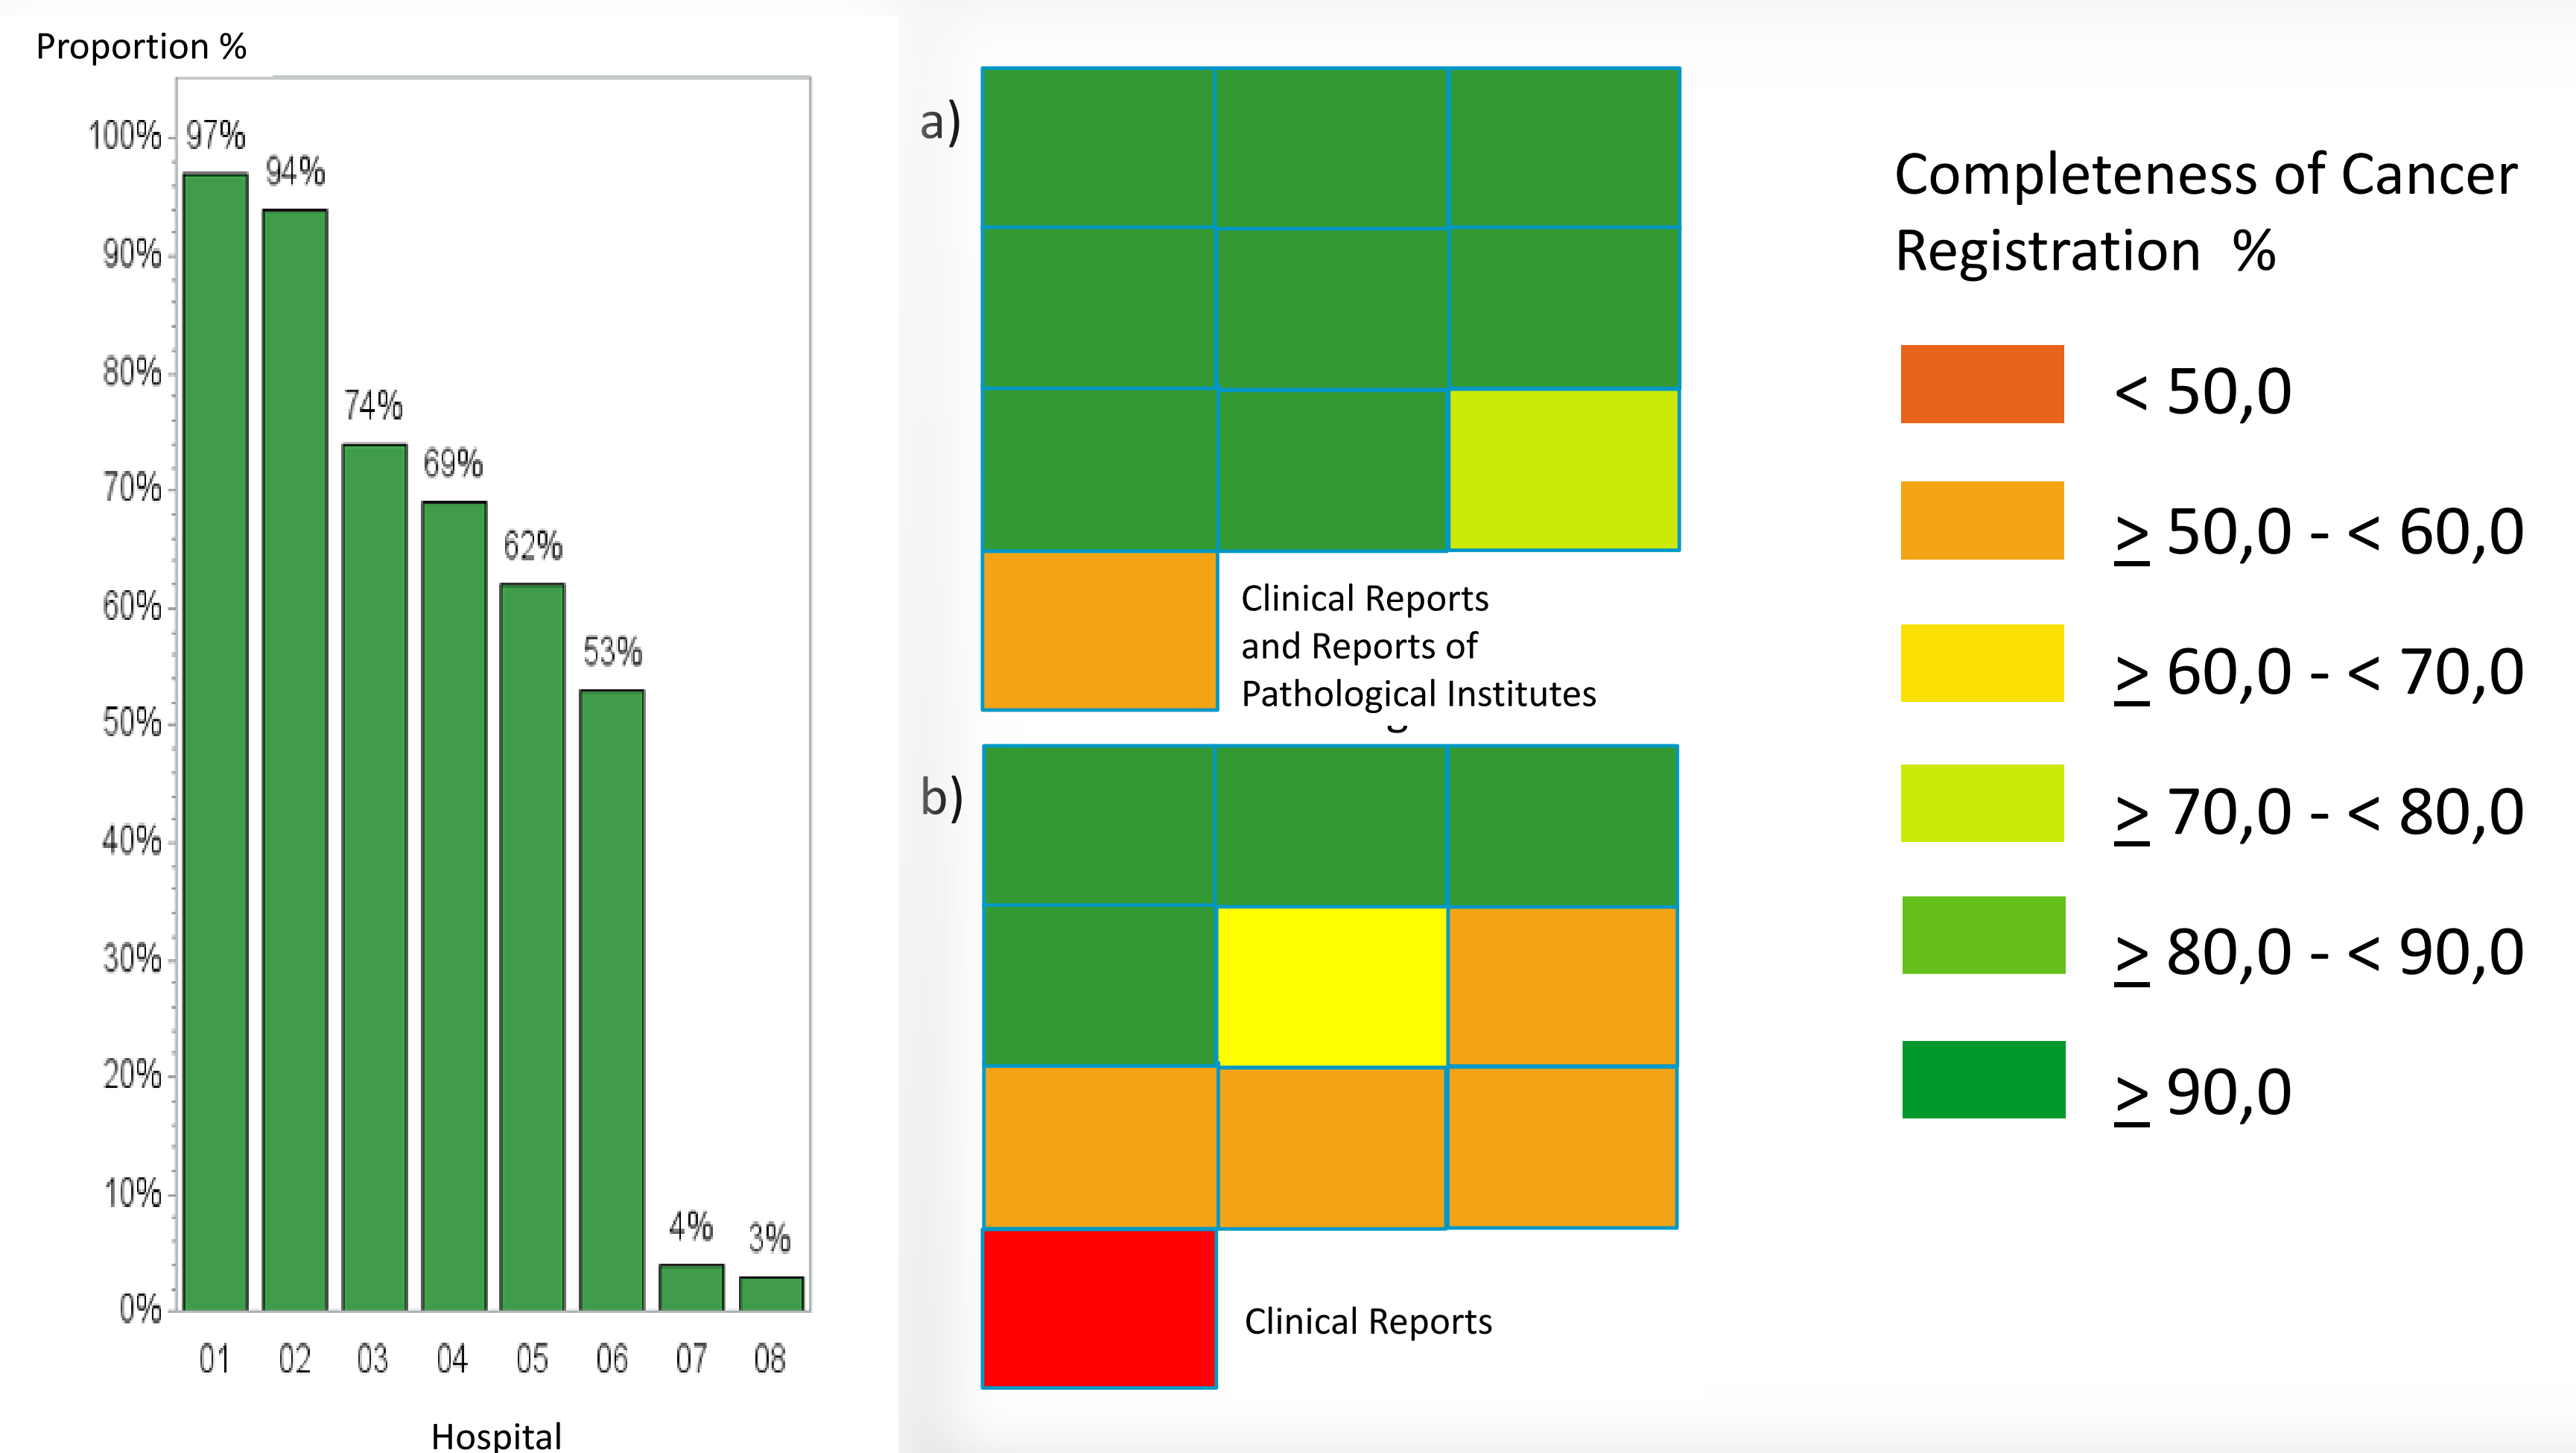 Proportion %
100%
90%
80%
70%
60%
50%
40%
30%
20%
10%
0%
97%
94%
74%
69%
62%
53%
4%
3%
01 02 03 04 05 06 07 08
Hospital
a)
Clinical Reports
and Reports of
Pathological Institutes
b)
Clinical Reports
Completeness of Cancer
Registration %
< 50,0
≥ 50,0 - < 60,0
≥ 60,0 - < 70,0
≥ 70,0 - < 80,0
≥ 80,0 - < 90,0
≥ 90,0